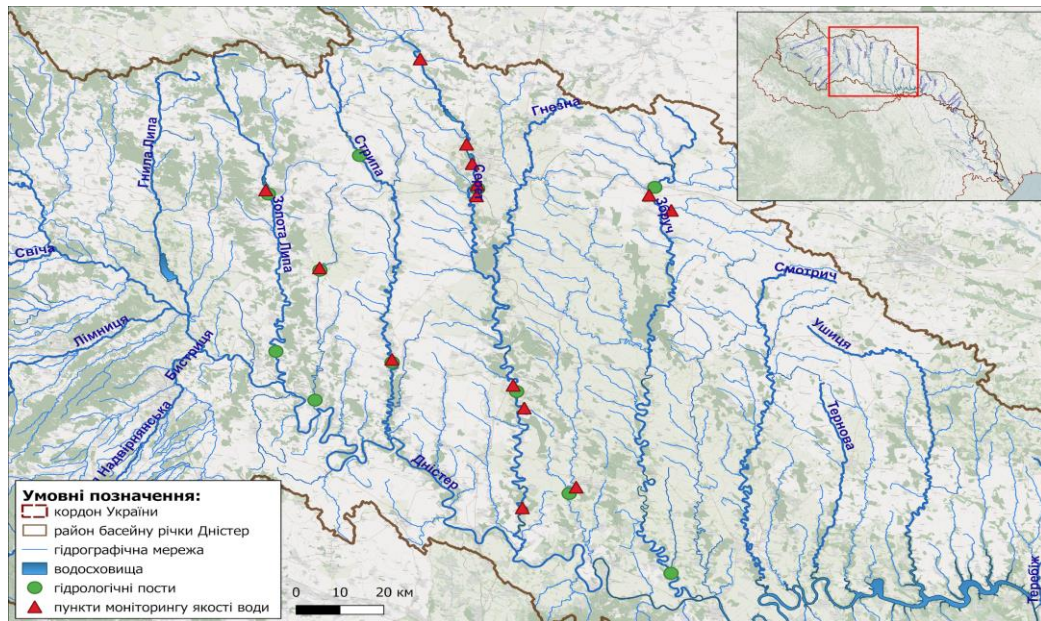 Гнезна
Гнила Липа
Стрипа
Серет
Золота Липа
Збруч
Свіча
Смотрич
Лімниця
Ушиця
Бистриця
Тернова
Надвірнянська
Дністер
Теребіж
Умовні позначення:
кордон України
район басейну річки Дністер
гідрографічна мережа
водосховища
гідрологічні пости
пункти моніторингу якості води
0 10 20 км